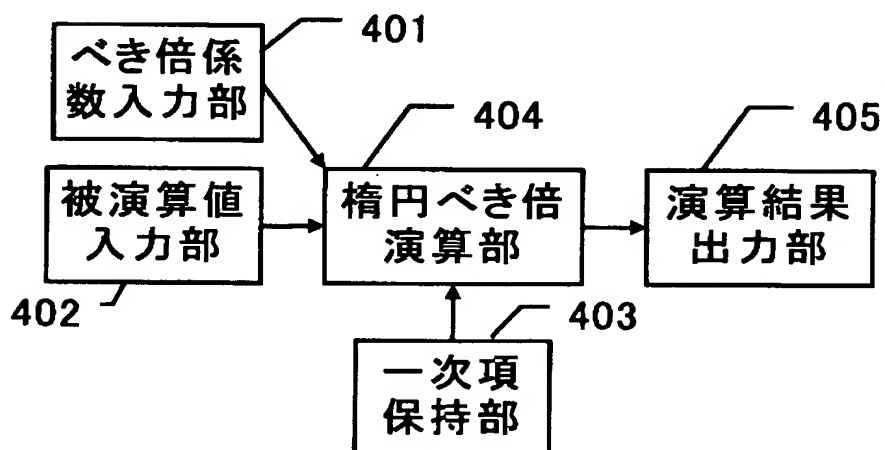 401
べき倍係
数入力部
404
405
被演算値
入力部
楕円べき倍
演算部
演算結果
出力部
402
403
一次項
保持部